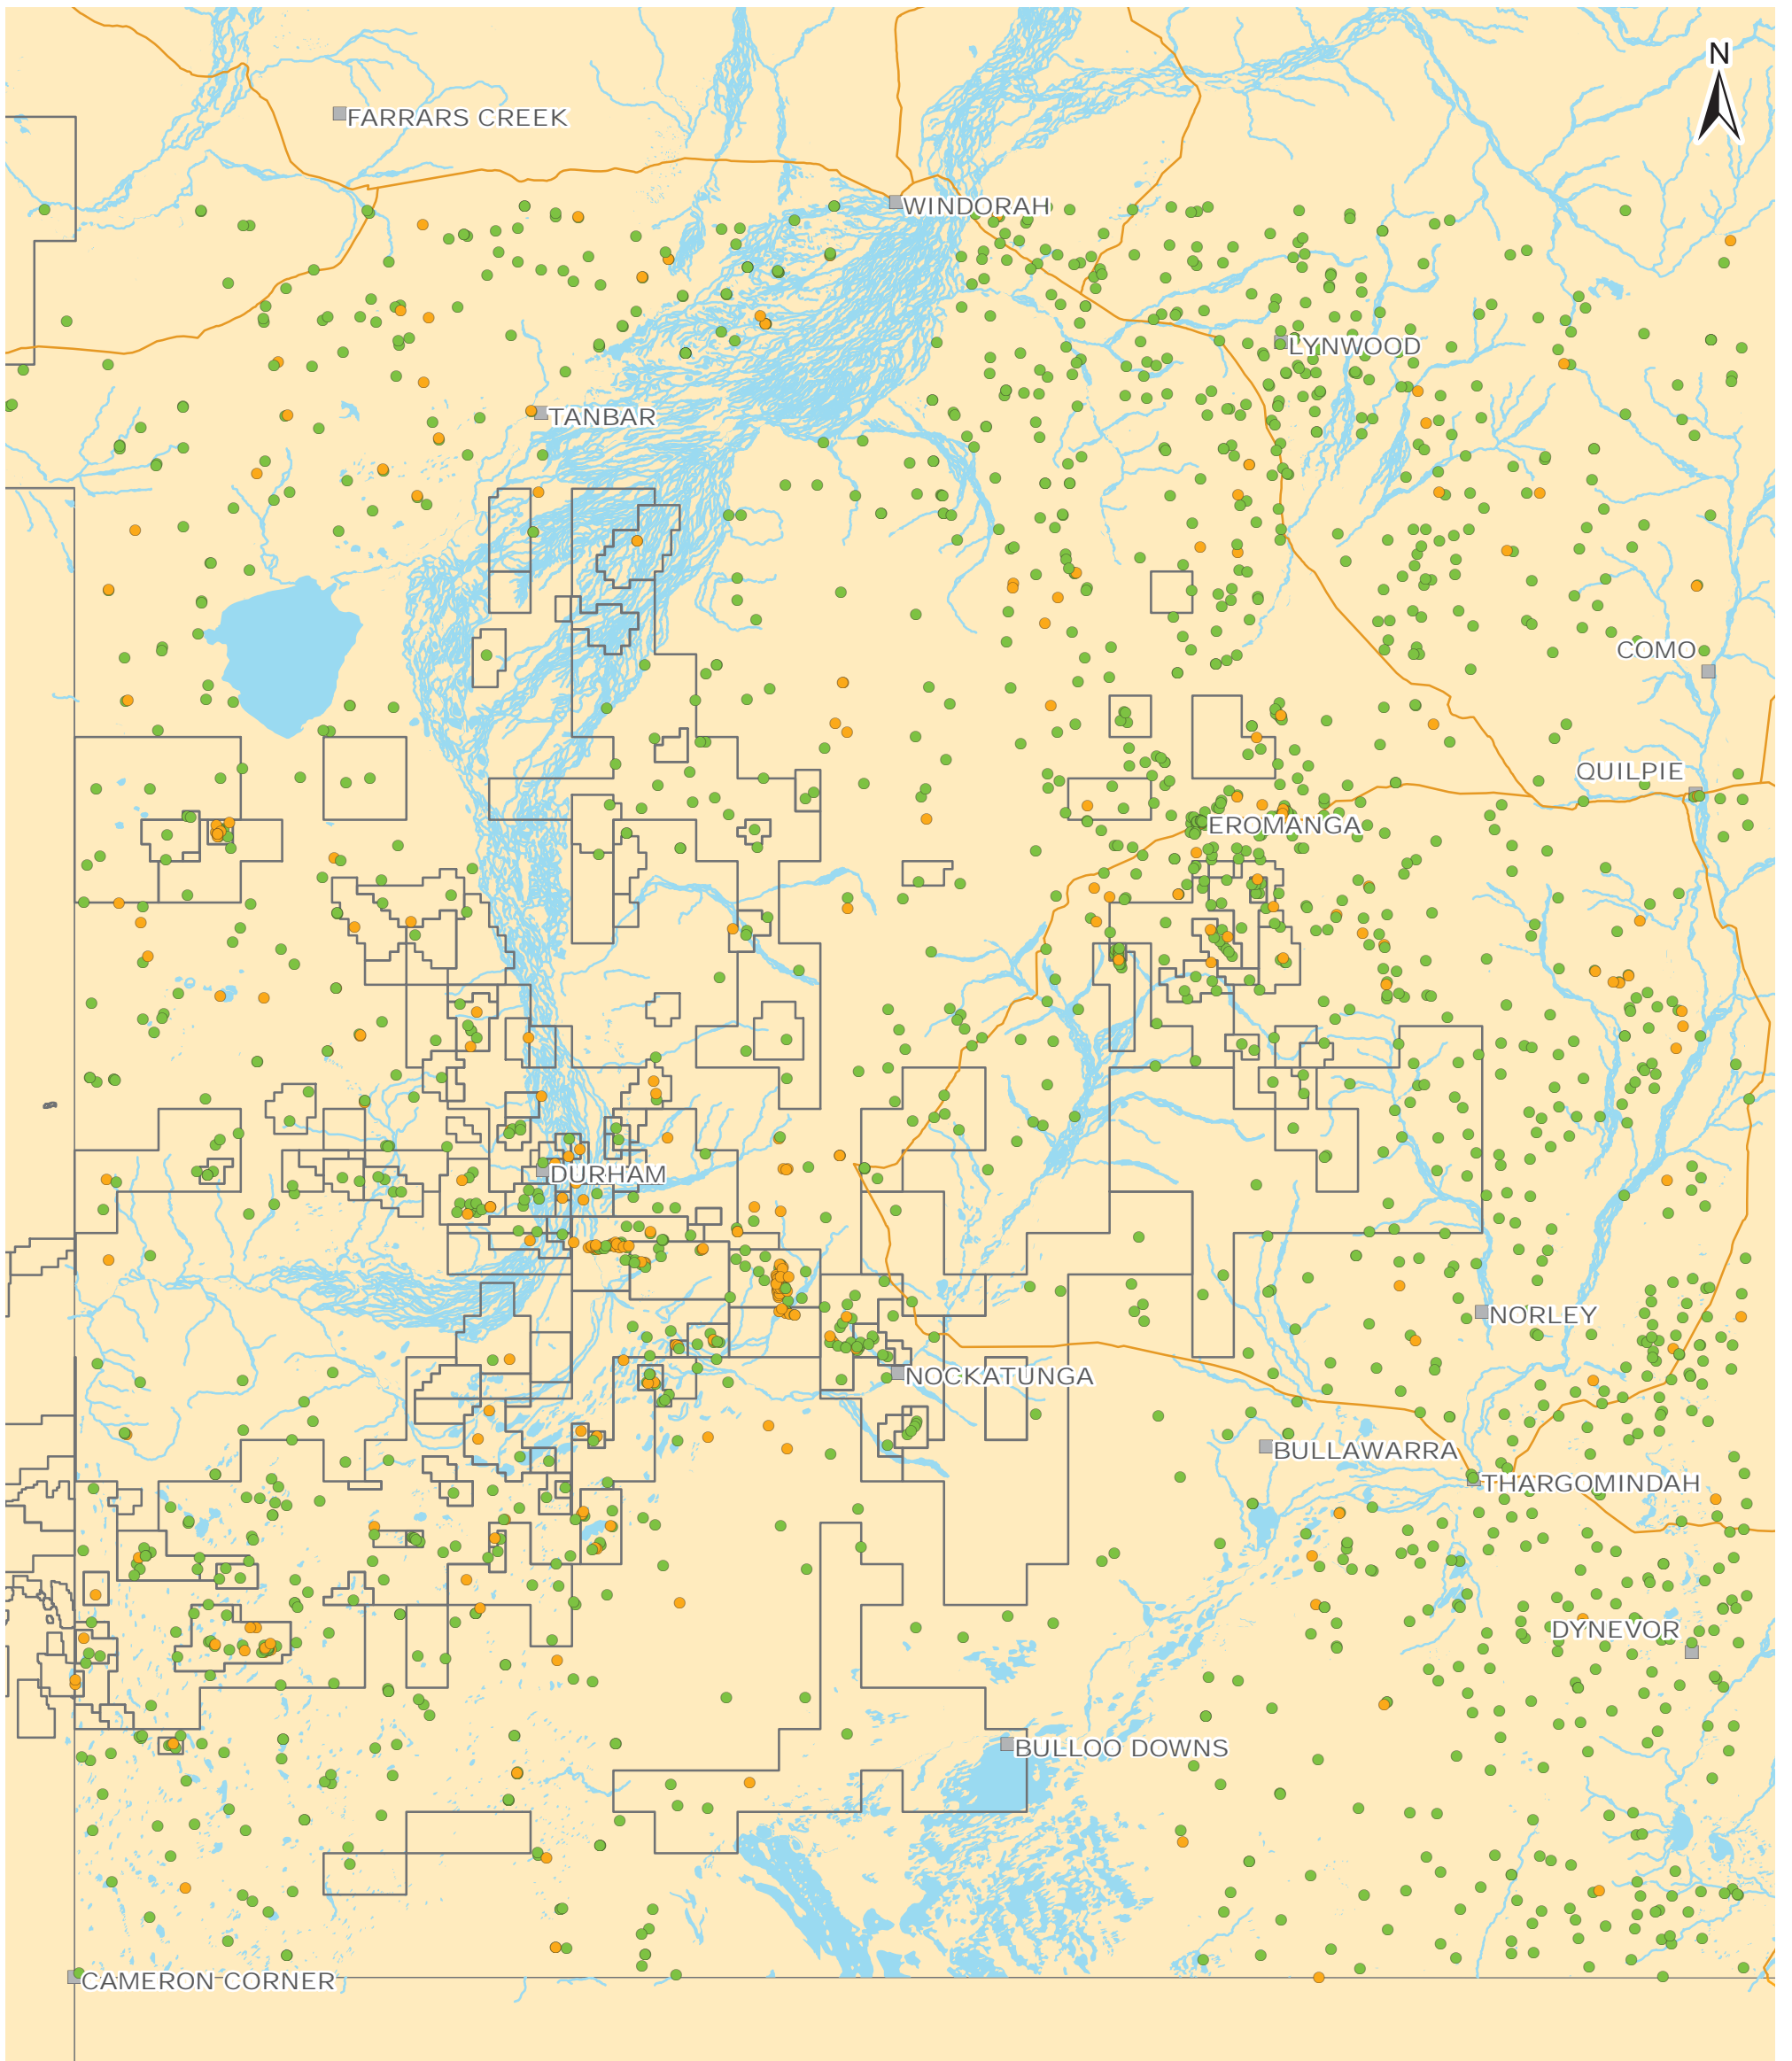 N
FARRARS CREEK
WINDORAH
LYNWOOD
TANBAR
COMO
QUILPIE
EROMANGA
DURHAM
NORLEY
NOCKATUNGA
BULLAWARRA
THARGOMINDAH
DYNEVOR
BULLOO DOWNS
CAMERON CORNER